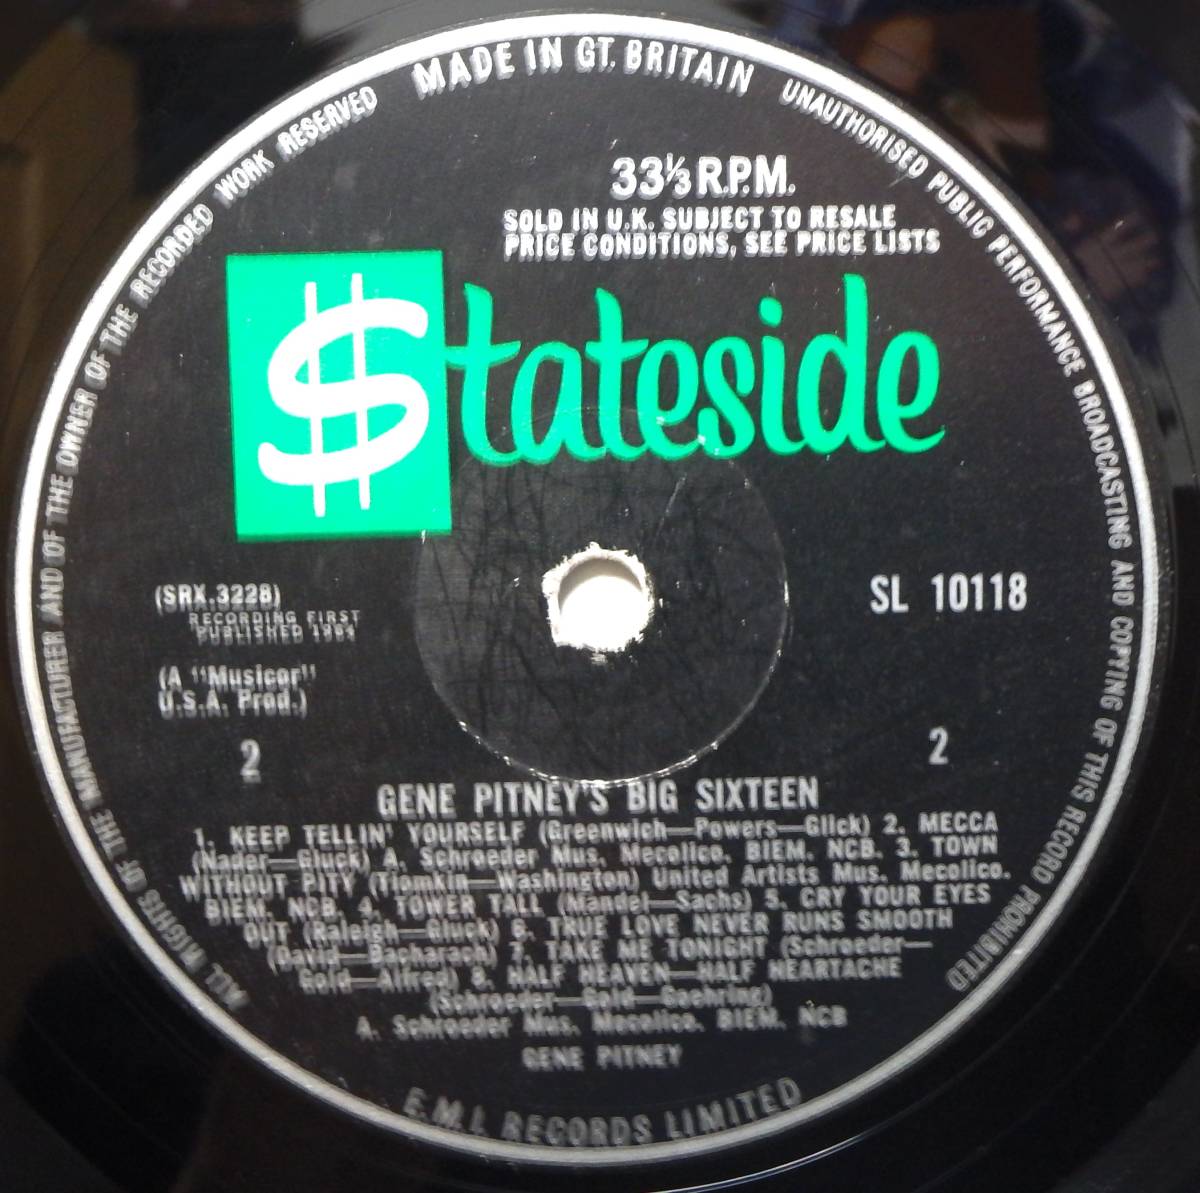 MADE IN GT. BRITAIN
UNAUTHORISED PUBLIC PERFORMANCE BROADCASTING AND COPYING OF THIS RECORD PROHIBITED
ALL RIGHTS OF THE MANUFACTURER AND OF THE OWNER OF THE RECORDED WORK RESERVED
33⅓ R.P.M.
SOLD IN U.K. SUBJECT TO RESALE
PRICE CONDITIONS, SEE PRICE LISTS
$tateside
(SRX.3228)
RECORDING FIRST
PUBLISHED 1964
SL 10118
(A "Musicor"
U.S.A. Prod.)
2
2
GENE PITNEY'S BIG SIXTEEN
1. KEEP TELLIN' YOURSELF (Greenwich—Powers—Glick) 2. MECCA
(Nader—Gluck) A. Schroeder Mus. Mecolico. BIEM. NCB. 3. TOWN
WITHOUT PITY (Tiomkin—Washington) United Artists Mus. Mecolico.
BIEM. NCB. 4. TOWER TALL (Mandel—Sachs) 5. CRY YOUR EYES
OUT (Raleigh—Gluck) 6. TRUE LOVE NEVER RUNS SMOOTH
(David—Bacharach) 7. TAKE ME TONIGHT (Schroeder—
Gold—Alfred) 8. HALF HEAVEN—HALF HEARTACHE
(Schroeder—Gold—Goehring)
A. Schroeder Mus. Mecolico. BIEM. NCB
GENE PITNEY
E.M.I. RECORDS LIMITED